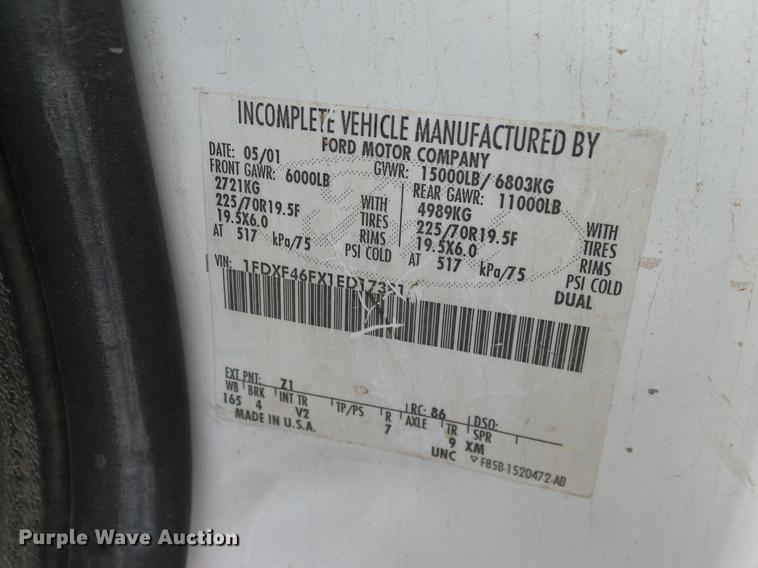 INCOMPLETE VEHICLE MANUFACTURED BY
FORD MOTOR COMPANY
DATE: 05/01 GVWR: 15000LB/ 6803KG
FRONT GAWR: 6000LB REAR GAWR: 11000LB
2721KG WITH 4989KG WITH
225/70R19.5F TIRES 225/70R19.5F TIRES
19.5X6.0 RIMS 19.5X6.0 RIMS
AT 517 kPa/75 PSI COLD AT 517 kPa/75 PSI COLD
DUAL
VIN:
EXT PNT: Z1 RC: 86 DSO:
WB BRK INT TR TP/PS R AXLE TR SPR
165 4 V2 7 9 XM
MADE IN U.S.A. UNC F85B-1520472-AB
Purple Wave Auction